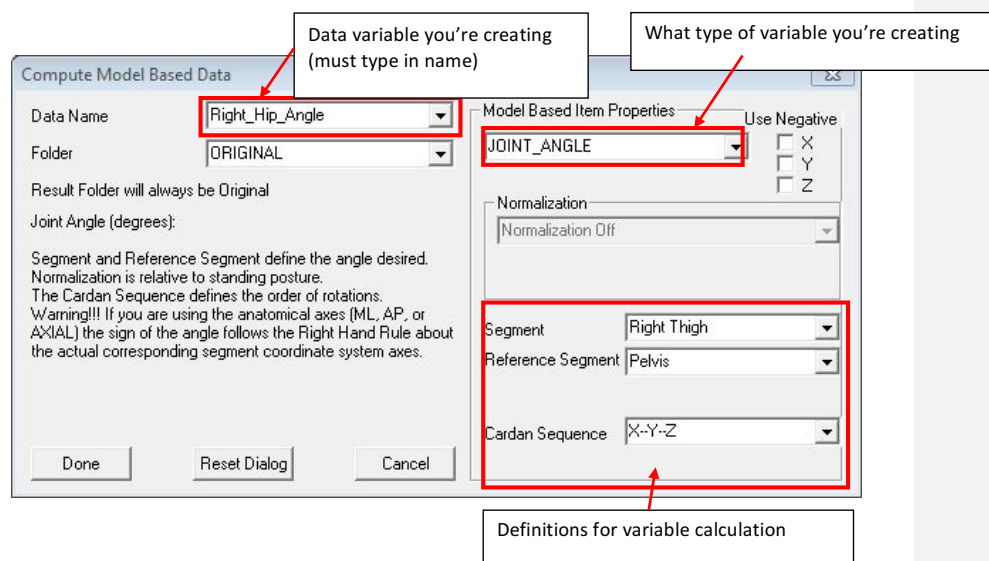 Data variable you’re creating
(must type in name)
What type of variable you’re creating
Compute Model Based Data
Data Name
Right_Hip_Angle
Folder
ORIGINAL
Result Folder will always be Original
Joint Angle (degrees):
Segment and Reference Segment define the angle desired.
Normalization is relative to standing posture.
The Cardan Sequence defines the order of rotations.
Warning!!! If you are using the anatomical axes (ML, AP, or
AXIAL) the sign of the angle follows the Right Hand Rule about
the actual corresponding segment coordinate system axes.
Done
Reset Dialog
Cancel
Model Based Item Properties
JOINT_ANGLE
Use Negative
X
Y
Z
Normalization
Normalization Off
Segment
Right Thigh
Reference Segment
Pelvis
Cardan Sequence
X--Y--Z
Definitions for variable calculation